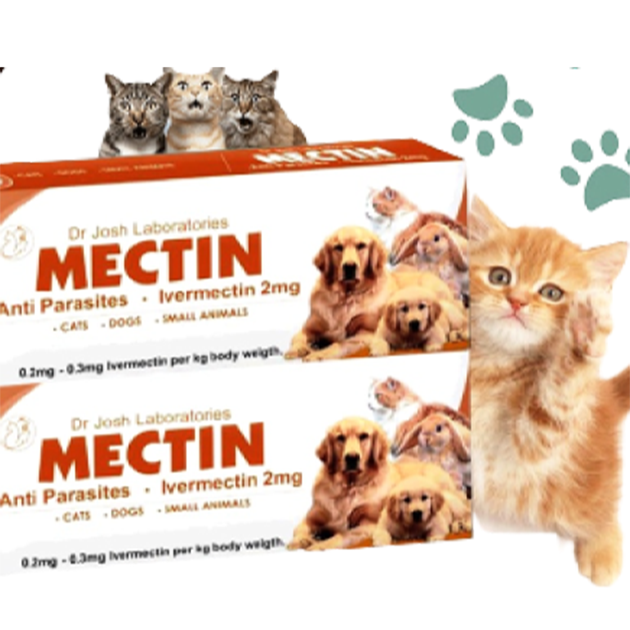 MECTIN
Dr Josh Laboratories
MECTIN
Anti Parasites • Ivermectin 2mg
• CATS • DOGS • SMALL ANIMALS
0.2mg - 0.3mg Ivermectin per kg body weigth.
Dr Josh Laboratories
MECTIN
Anti Parasites • Ivermectin 2mg
• CATS • DOGS • SMALL ANIMALS
0.2mg - 0.3mg Ivermectin per kg body weigth.